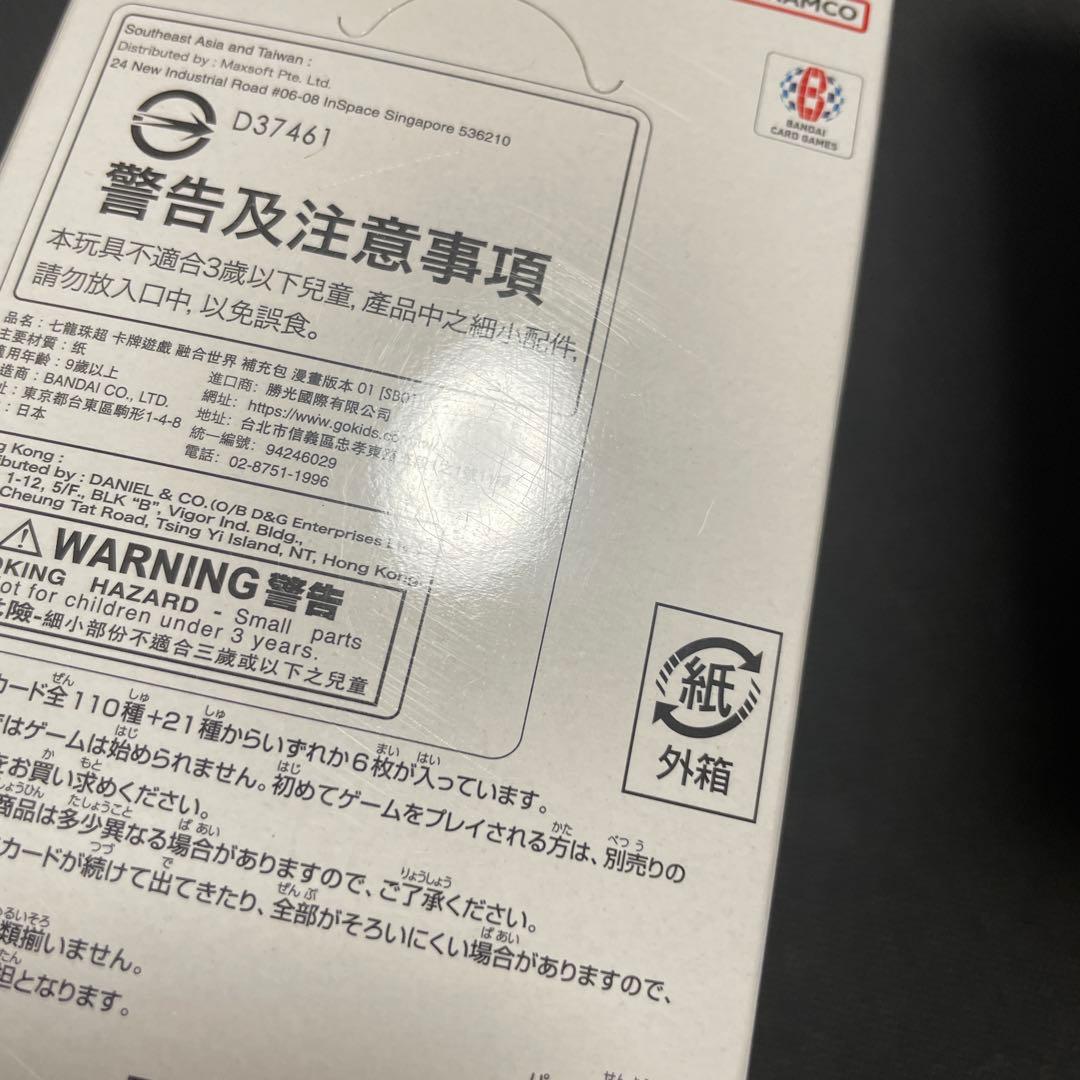 NAMCO
BANDAI
CARD GAMES
Southeast Asia and Taiwan :
Distributed by : Maxsoft Pte. Ltd.
24 New Industrial Road #06-08 InSpace Singapore 536210
D37461
警告及注意事項
本玩具不適合3歲以下兒童, 產品中之細小配件,
請勿放入口中, 以免誤食。
品名：七龍珠超 卡牌遊戲 融合世界 補充包 漫畫版本 01 [SB01]
主要材質：紙
適用年齡：9歲以上
造商：BANDAI CO., LTD.
址：東京都台東區駒形1-4-8
：日本
進口商：勝光國際有限公司
網址：https://www.gokids.co
地址：台北市信義區忠孝東路
統一編號：94246029
電話：02-8751-1996
g Kong :
ibuted by : DANIEL & CO.(O/B D&G Enterprises
1-12, 5/F., BLK “B”, Vigor Ind. Bldg.,
Cheung Tat Road, Tsing Yi Island, NT, Hong Kong.
WARNING 警告
OKING HAZARD - Small parts
not for children under 3 years.
險-細小部份不適合三歲或以下之兒童
紙
外箱
カード全110種+21種からいずれか6枚が入っています。
ではゲームは始められません。初めてゲームをプレイされる方は、別売りの
をお買い求めください。
商品は多少異なる場合がありますので、ご了承ください。
カードが続けて出てきたり、全部がそろいにくい場合がありますので、
類揃いません。
担となります。